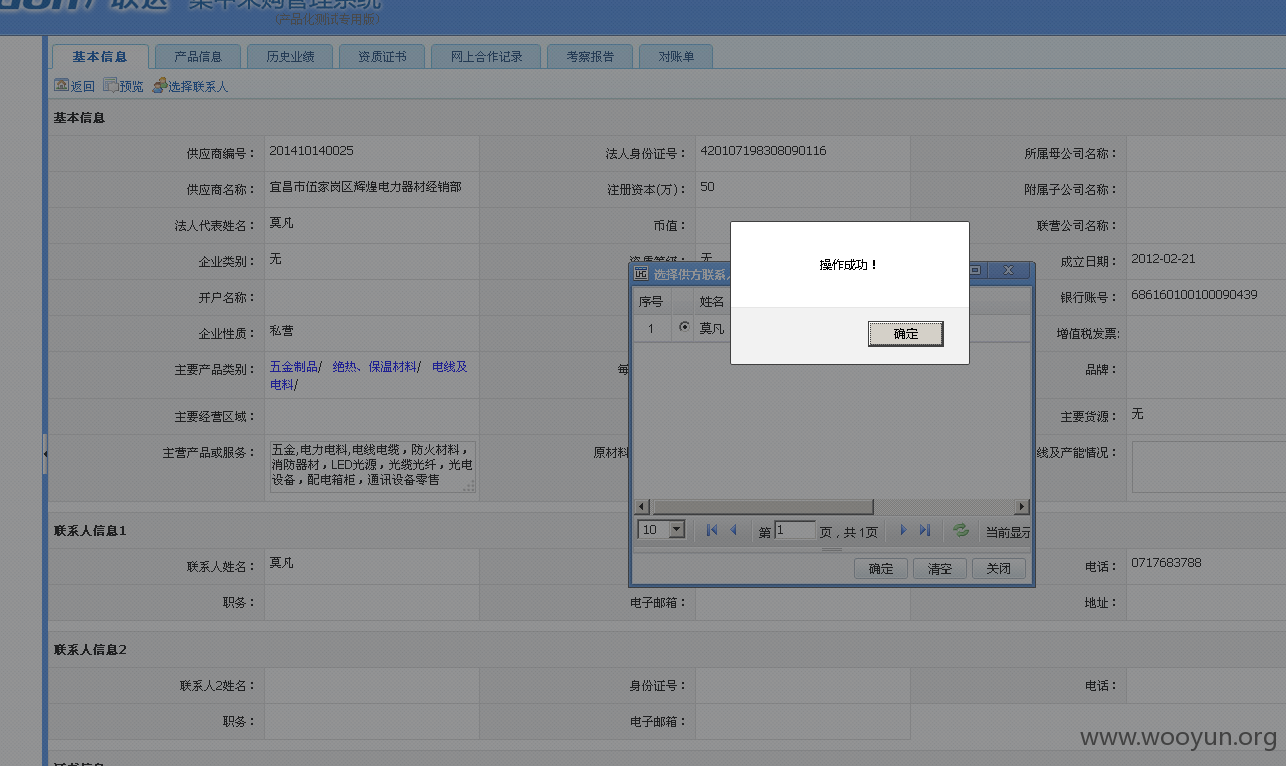 集中采购管理系统
(产品化测试专用版)
基本信息 产品信息 历史业绩 资质证书 网上合作记录 考察报告 对账单
返回 预览 选择联系人
基本信息
供应商编号： 201410140025 法人身份证号： 420107198308090116 所属母公司名称：
供应商名称： 宜昌市伍家岗区辉煌电力器材经销部 注册资本(万)： 50 附属子公司名称：
法人代表姓名： 莫凡 币值： 联营公司名称：
企业类别： 无 资质等级： 无 成立日期： 2012-02-21
开户名称： 银行账号： 686160100100090439
企业性质： 私营 增值税发票:
主要产品类别： 五金制品/ 绝热、保温材料/ 电线及
电料/
每
品牌：
主要经营区域： 主要货源： 无
主营产品或服务： 五金,电力电料,电线电缆，防火材料，
消防器材，LED光源，光缆光纤，光电
设备，配电箱柜，通讯设备零售
原材料
线及产能情况：
选择供方联系人
序号 姓名
1 莫凡
操作成功！
确定
10 第 1 页，共 1页 当前显示
确定 清空 关闭
联系人信息1
联系人姓名： 莫凡 电话： 0717683788
职务： 电子邮箱： 地址：
联系人信息2
联系人2姓名： 身份证号： 电话：
职务： 电子邮箱：
www.wooyun.org